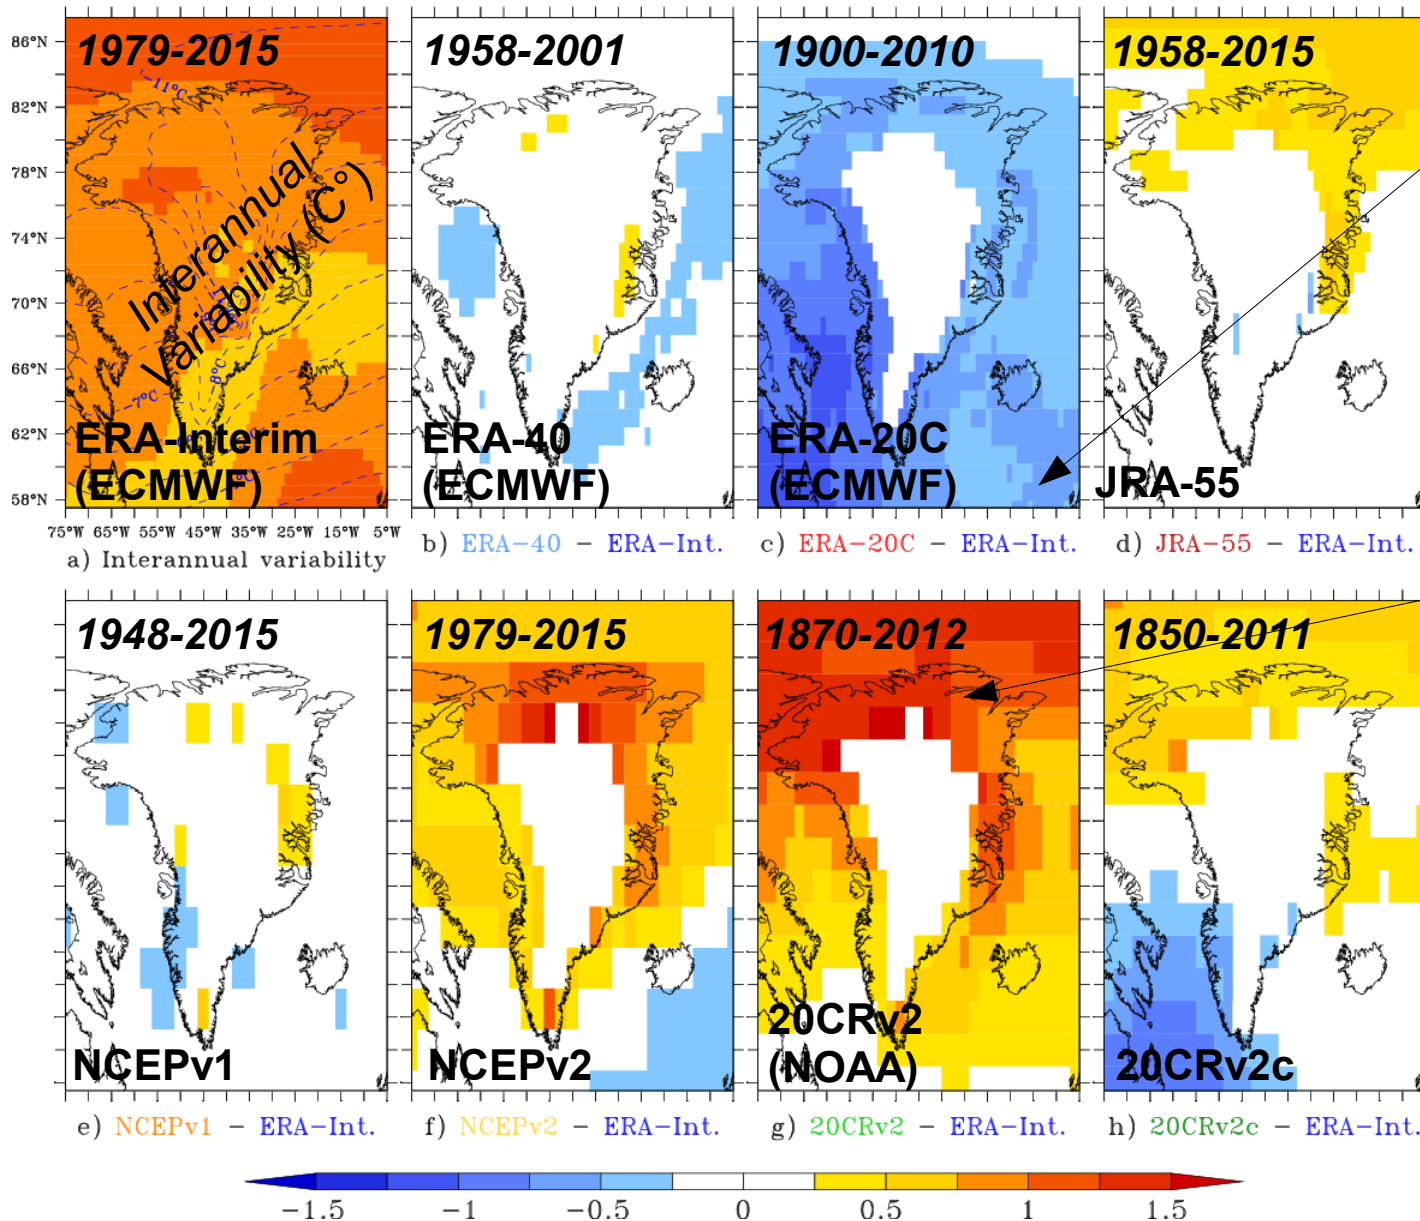 1979-2015
1958-2001
1900-2010
1958-2015
86°N
82°N
78°N
74°N
70°N
66°N
62°N
58°N
-11°C
Interannual
Variability (C°)
-8°C
-7°C
ERA-Interim
(ECMWF)
ERA-40
(ECMWF)
ERA-20C
(ECMWF)
JRA-55
75°W 65°W 55°W 45°W 35°W 25°W 15°W 5°W
a) Interannual variability
b) ERA-40 - ERA-Int.
c) ERA-20C - ERA-Int.
d) JRA-55 - ERA-Int.
1948-2015
1979-2015
1870-2012
1850-2011
NCEPv1
NCEPv2
20CRv2
(NOAA)
20CRv2c
e) NCEPv1 - ERA-Int.
f) NCEPv2 - ERA-Int.
g) 20CRv2 - ERA-Int.
h) 20CRv2c - ERA-Int.
-1.5 -1 -0.5 0 0.5 1 1.5